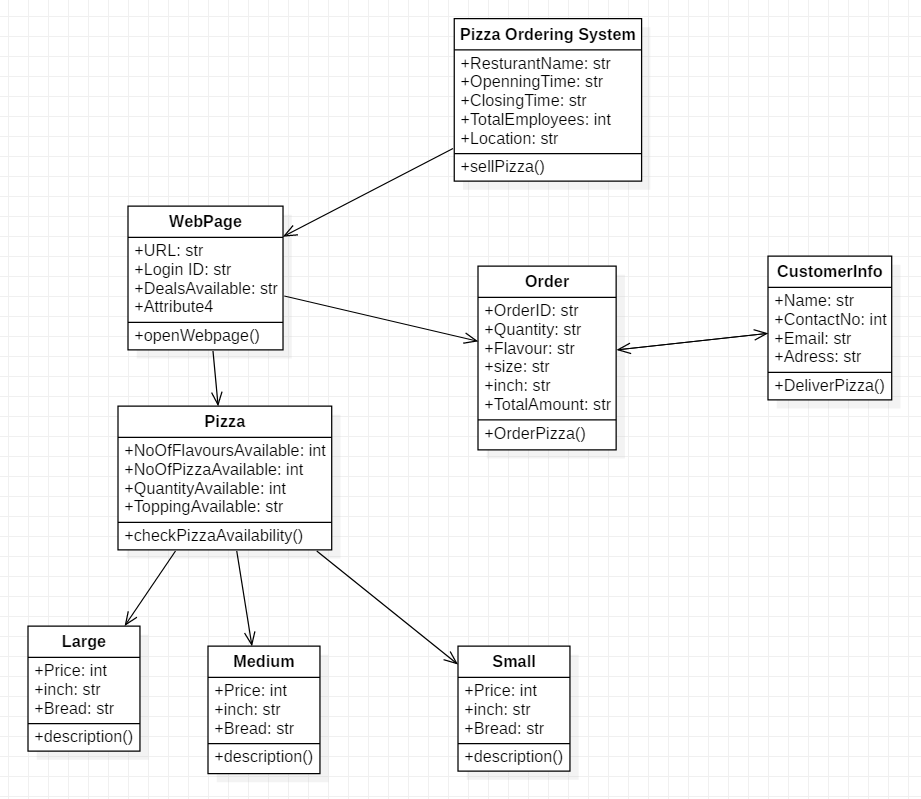 Pizza Ordering System
+ResturantName: str
+OpenningTime: str
+ClosingTime: str
+TotalEmployees: int
+Location: str
+sellPizza()
WebPage
+URL: str
+Login ID: str
+DealsAvailable: str
+Attribute4
+openWebpage()
Order
+OrderID: str
+Quantity: str
+Flavour: str
+size: str
+inch: str
+TotalAmount: str
+OrderPizza()
CustomerInfo
+Name: str
+ContactNo: int
+Email: str
+Adress: str
+DeliverPizza()
Pizza
+NoOfFlavoursAvailable: int
+NoOfPizzaAvailable: int
+QuantityAvailable: int
+ToppingAvailable: str
+checkPizzaAvailability()
Large
+Price: int
+inch: str
+Bread: str
+description()
Medium
+Price: int
+inch: str
+Bread: str
+description()
Small
+Price: int
+inch: str
+Bread: str
+description()